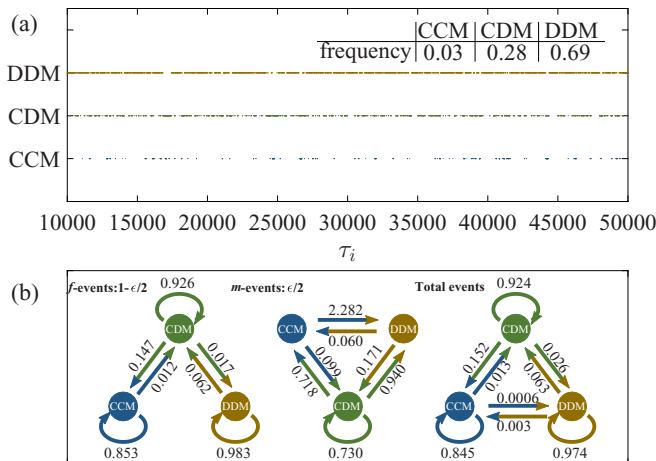 (a)
CCM CDM DDM
frequency 0.03 0.28 0.69
DDM
CDM
CCM
10000 15000 20000 25000 30000 35000 40000 45000 50000
τi
(b)
f-events:1-ϵ/2
0.926
CDM
0.147
0.012
0.017
0.062
CCM
DDM
0.853
0.983
m-events:ϵ/2
2.282
CCM
DDM
0.060
0.099
0.718
0.171
0.940
CDM
0.730
Total events
0.924
CDM
0.152
0.013
0.026
0.063
CCM
0.0006
DDM
0.003
0.845
0.974